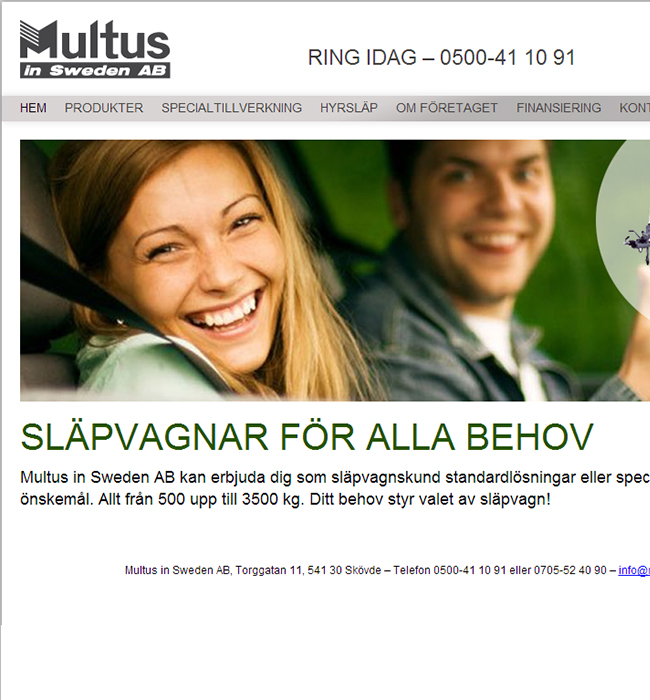 Multus
in Sweden AB
RING IDAG – 0500-41 10 91
HEM PRODUKTER SPECIALTILLVERKNING HYRSLÄP OM FÖRETAGET FINANSIERING KONT
SLÄPVAGNAR FÖR ALLA BEHOV
Multus in Sweden AB kan erbjuda dig som släpvagnskund standardlösningar eller spec
önskemål. Allt från 500 upp till 3500 kg. Ditt behov styr valet av släpvagn!
Multus in Sweden AB, Torggatan 11, 541 30 Skövde – Telefon 0500-41 10 91 eller 0705-52 40 90 – info@